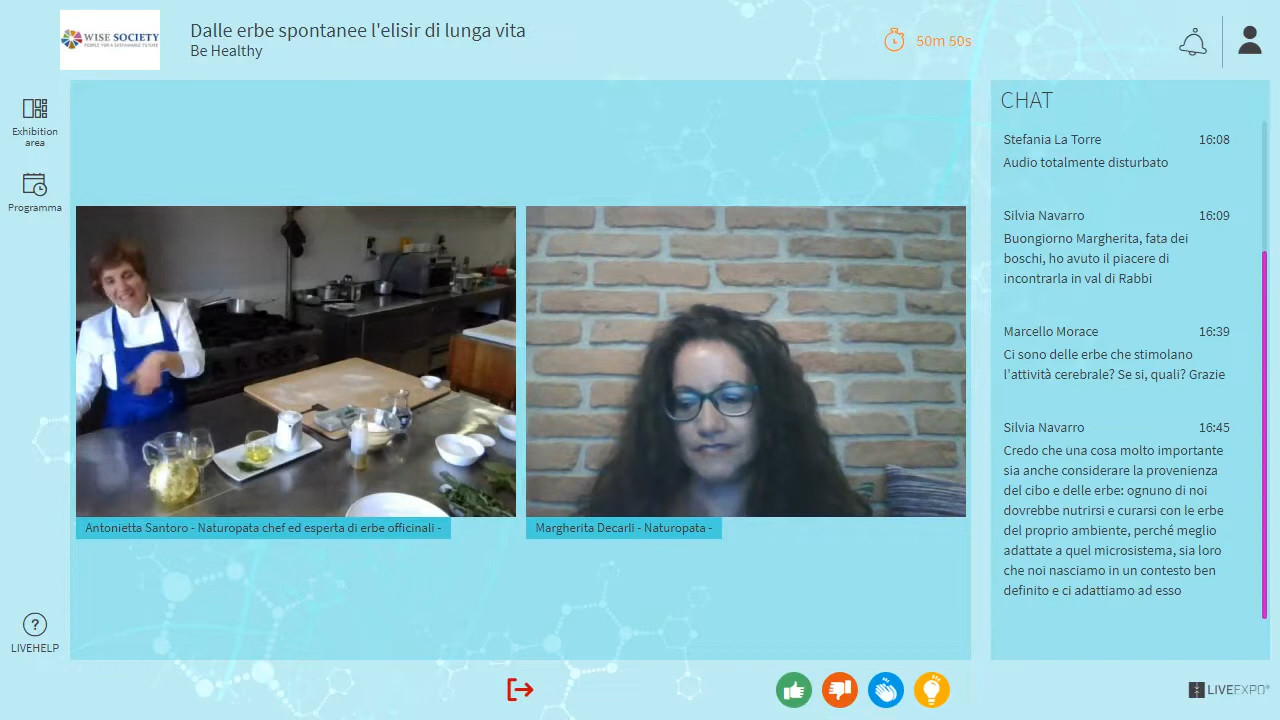 WISE SOCIETY
PEOPLE FOR A SUSTAINABLE FUTURE
Dalle erbe spontanee l'elisir di lunga vita
Be Healthy
50m 50s
Exhibition
area
Programma
LIVEHELP
Antonietta Santoro - Naturopata chef ed esperta di erbe officinali -
Margherita Decarli - Naturopata -
CHAT
Stefania La Torre 16:08
Audio totalmente disturbato
Silvia Navarro 16:09
Buongiorno Margherita, fata dei
boschi, ho avuto il piacere di
incontrarla in val di Rabbi
Marcello Morace 16:39
Ci sono delle erbe che stimolano
l'attività cerebrale? Se si, quali? Grazie
Silvia Navarro 16:45
Credo che una cosa molto importante
sia anche considerare la provenienza
del cibo e delle erbe: ognuno di noi
dovrebbe nutrirsi e curarsi con le erbe
del proprio ambiente, perché meglio
adattate a quel microsistema, sia loro
che noi nasciamo in un contesto ben
definito e ci adattiamo ad esso
LIVEEXPO